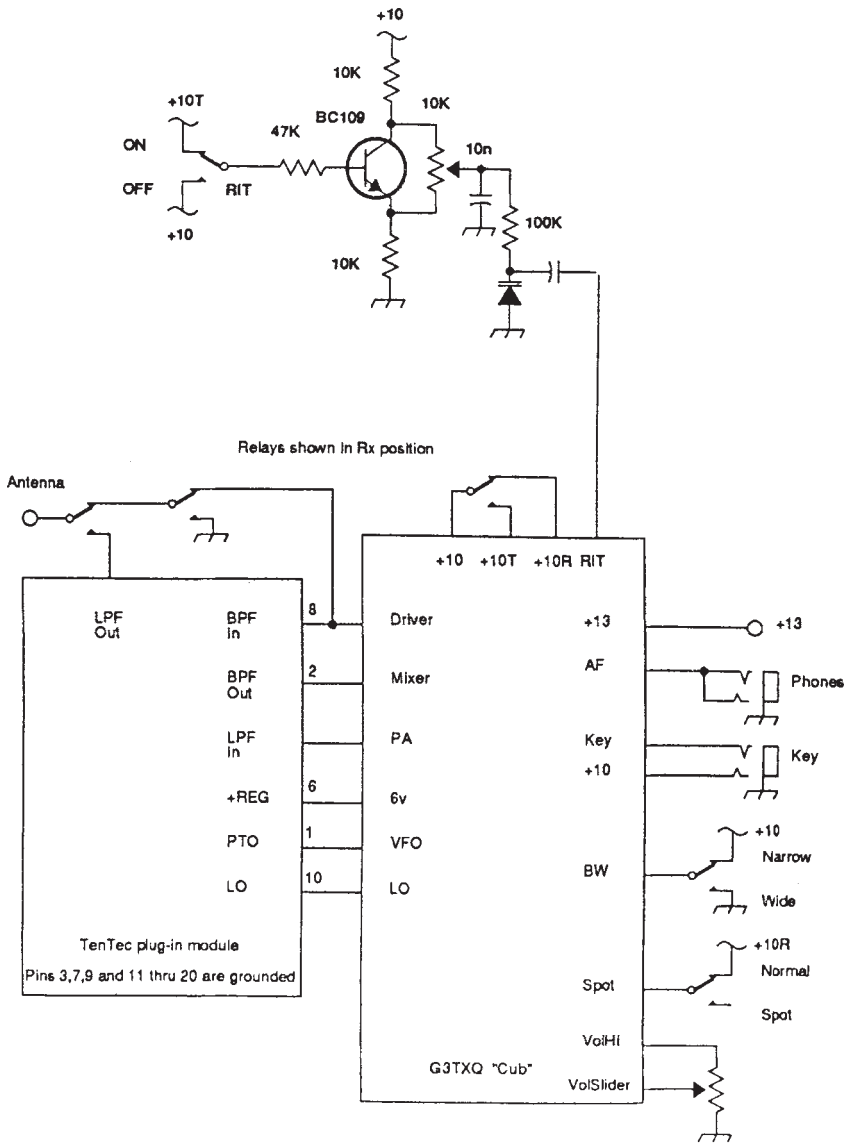 +10
10K
+10T
10K
BC109
47K
ON
10n
OFF
RIT
100K
+10
10K
Relays shown in Rx position
Antenna
+10 +10T +10R RIT
LPF Out
BPF In
8
Driver
+13
+13
AF
BPF Out
2
Mixer
Phones
LPF In
PA
Key
Key
+10
+REG
6
6v
+10
PTO
1
VFO
Narrow
BW
LO
10
LO
Wide
TenTec plug-in module
+10R
Pins 3,7,9 and 11 thru 20 are grounded
Normal
Spot
Spot
VolHi
G3TXQ "Cub"
VolSlider